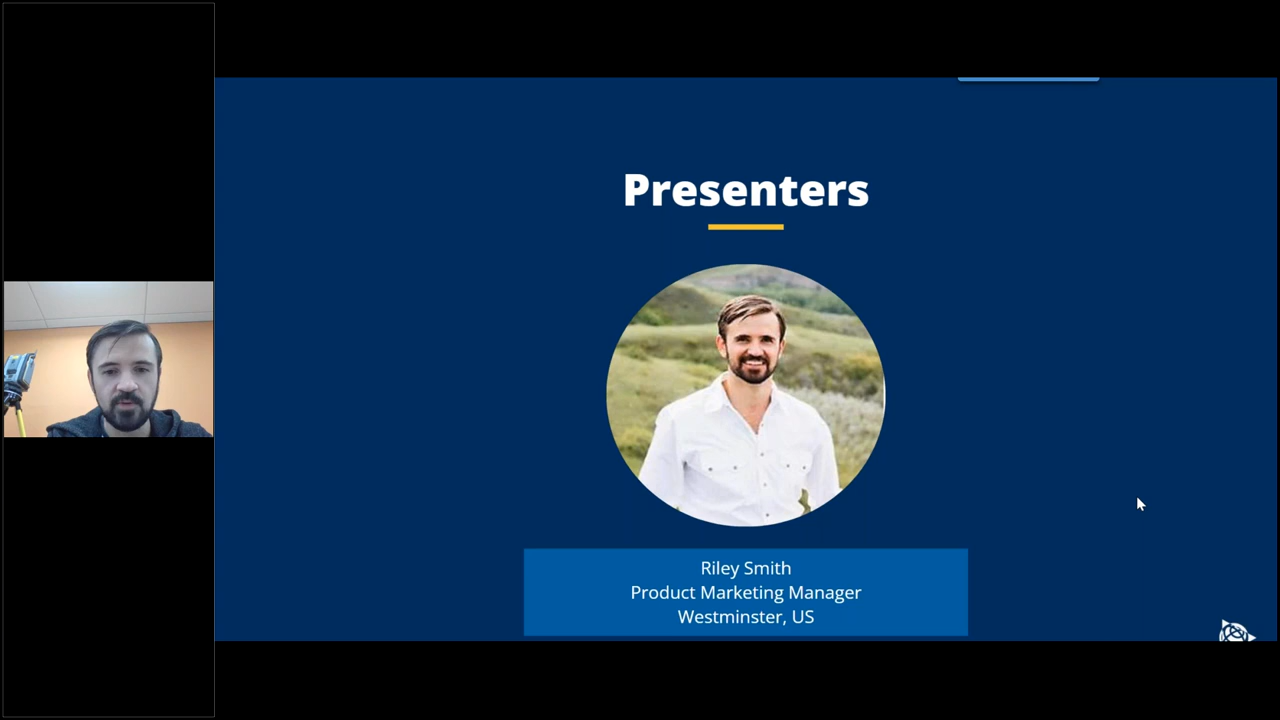 Presenters
Riley Smith
Product Marketing Manager
Westminster, US